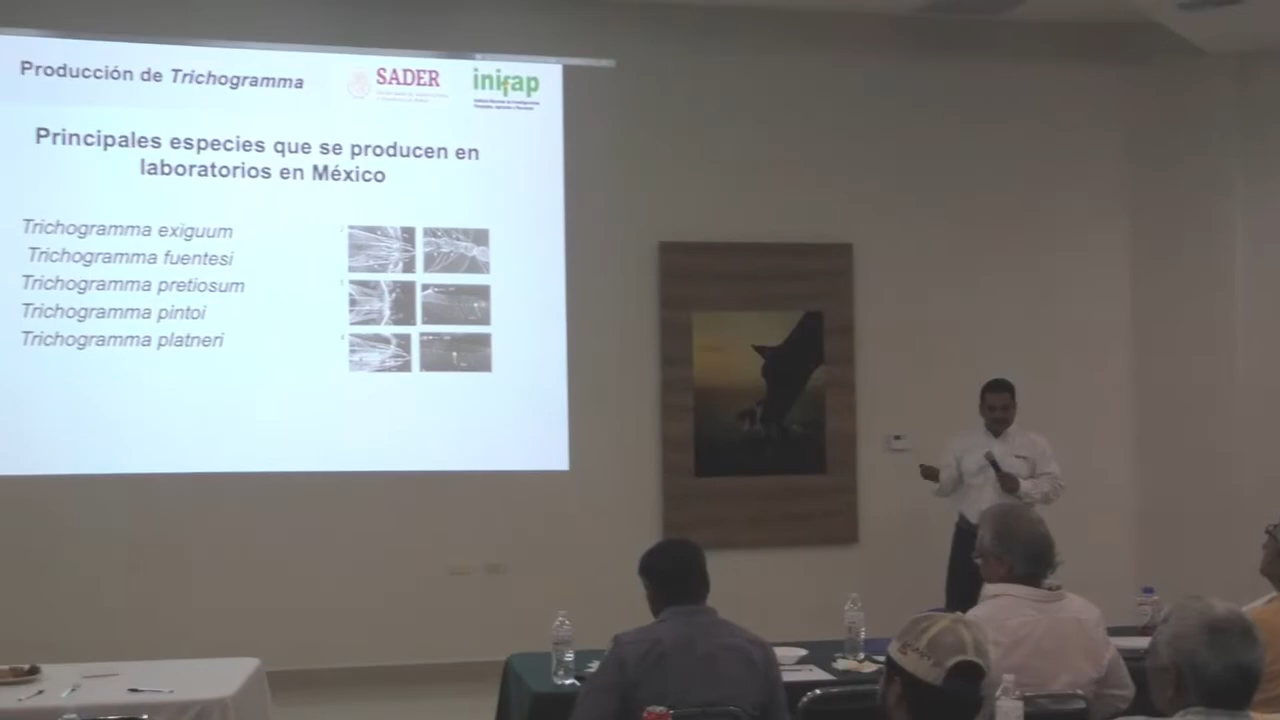 Producción de Trichogramma
SADER
inifap
Principales especies que se producen en
laboratorios en México
Trichogramma exiguum
Trichogramma fuentesi
Trichogramma pretiosum
Trichogramma pintoi
Trichogramma platneri